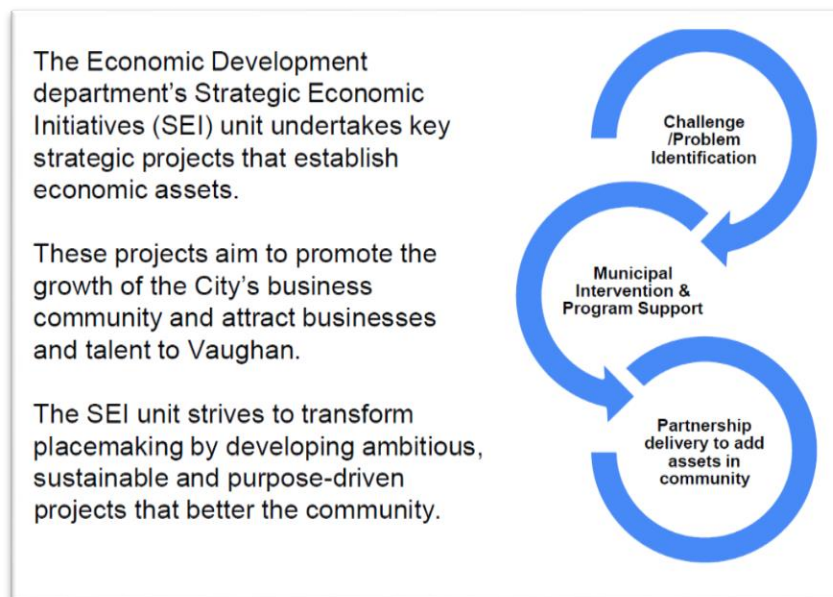 The Economic Development
department's Strategic Economic
Initiatives (SEI) unit undertakes key
strategic projects that establish
economic assets.
These projects aim to promote the
growth of the City's business
community and attract businesses
and talent to Vaughan.
The SEI unit strives to transform
placemaking by developing ambitious,
sustainable and purpose-driven
projects that better the community.
Challenge
/Problem
Identification
Municipal
Intervention &
Program Support
Partnership
delivery to add
assets in
community